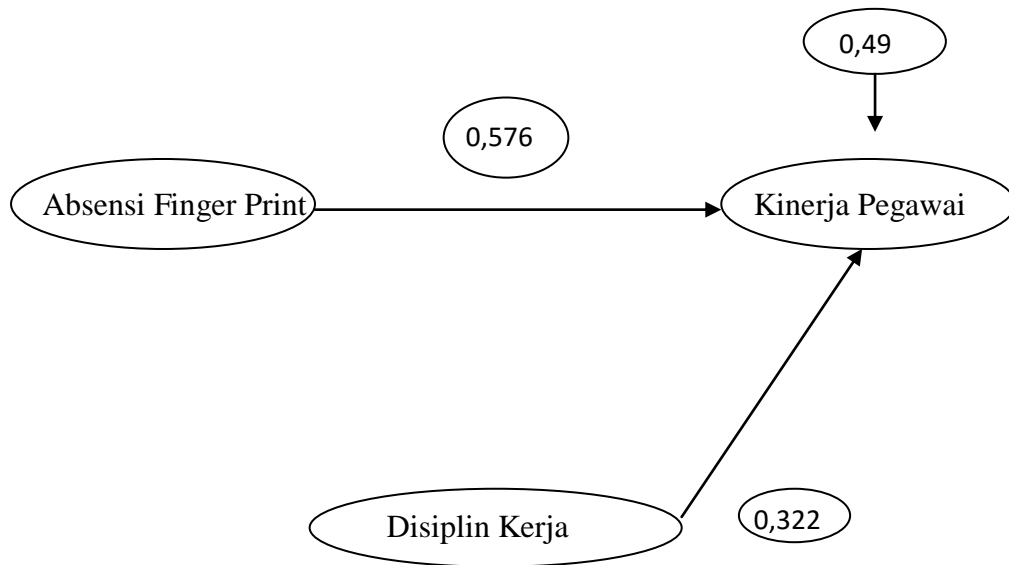 0,49
0,576
Absensi Finger Print
Kinerja Pegawai
Disiplin Kerja
0,322